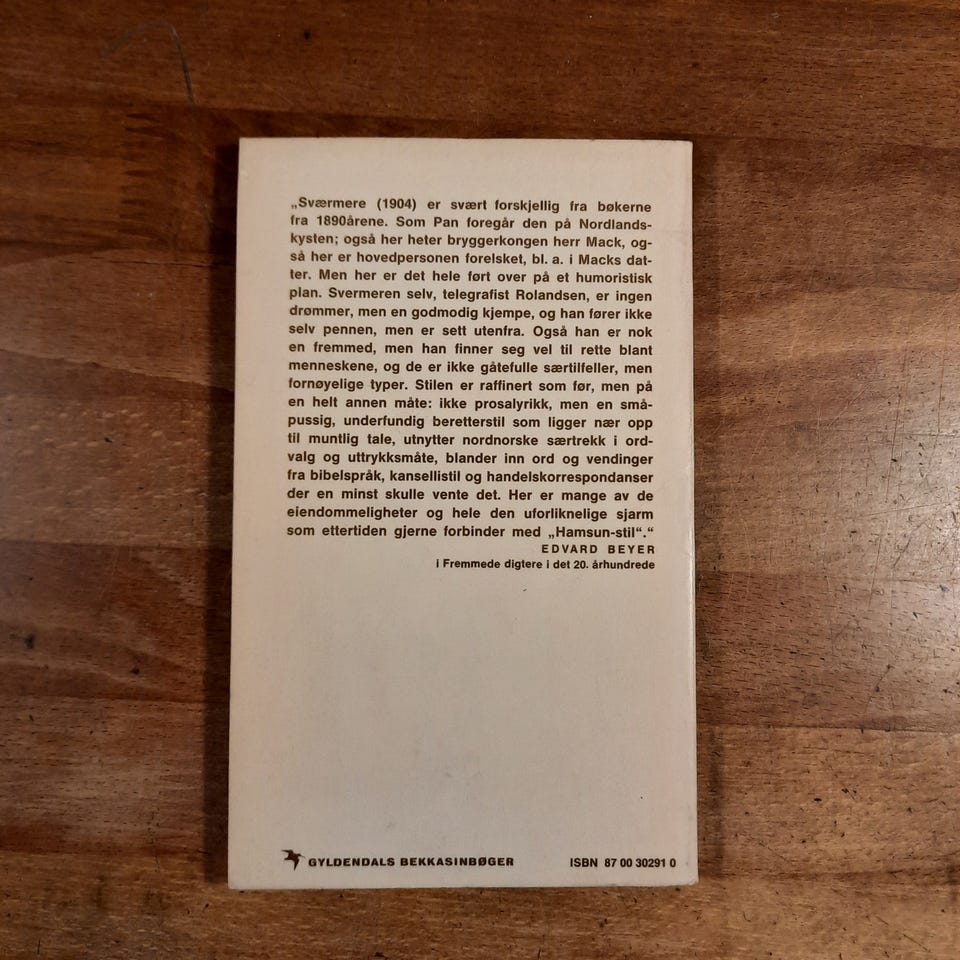 „Sværmere (1904) er svært forskjellig fra bøkerne
fra 1890årene. Som Pan foregår den på Nordlands-
kysten; også her heter bryggerkongen herr Mack, og-
så her er hovedpersonen forelsket, bl. a. i Macks dat-
ter. Men her er det hele ført over på et humoristisk
plan. Svermeren selv, telegrafist Rolandsen, er ingen
drømmer, men en godmodig kjempe, og han fører ikke
selv pennen, men er sett utenfra. Også han er nok
en fremmed, men han finner seg vel til rette blant
menneskene, og de er ikke gåtefulle særtilfeller, men
fornøyelige typer. Stilen er raffinert som før, men på
en helt annen måte: ikke prosalyrikk, men en små-
pussig, underfundig beretterstil som ligger nær opp
til muntlig tale, utnytter nordnorske særtrekk i ord-
valg og uttrykksmåte, blander inn ord og vendinger
fra bibelspråk, kansellistil og handelskorrespondanser
der en minst skulle vente det. Her er mange av de
eiendommeligheter og hele den uforliknelige sjarm
som ettertiden gjerne forbinder med „Hamsun-stil“.“
EDVARD BEYER
i Fremmede digtere i det 20. århundrede
GYLDENDALS BEKKASINBØGER
ISBN 87 00 30291 0